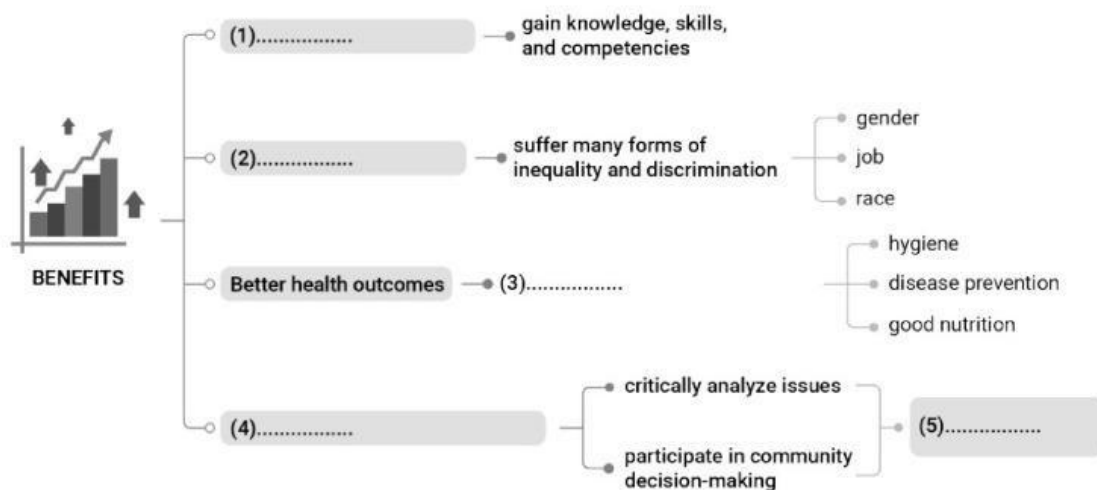 (1)................
gain knowledge, skills,
and competencies
(2)................
suffer many forms of
inequality and discrimination
gender
job
race
BENEFITS
Better health outcomes
(3).................
hygiene
disease prevention
good nutrition
(4)................
critically analyze issues
participate in community
decision-making
(5)................